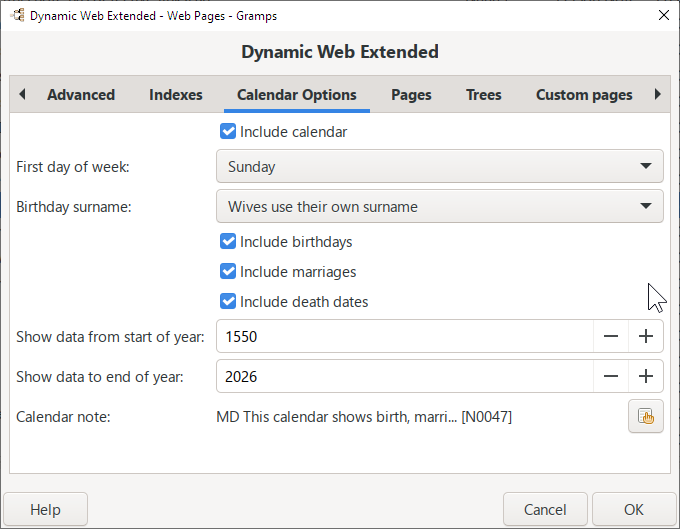 Dynamic Web Extended - Web Pages - Gramps
Dynamic Web Extended
Advanced Indexes Calendar Options Pages Trees Custom pages
Include calendar
First day of week: Sunday
Birthday surname: Wives use their own surname
Include birthdays
Include marriages
Include death dates
Show data from start of year: 1550
Show data to end of year: 2026
Calendar note: MD This calendar shows birth, marri... [N0047]
Help Cancel OK